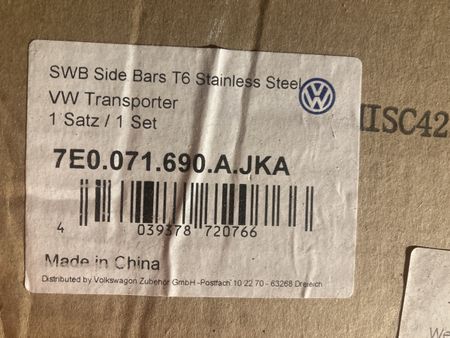 SWB Side Bars T6 Stainless Steel
VW Transporter
1 Satz / 1 Set
7E0.071.690.A.JKA
4 039378 720766
Made in China
Distributed by Volkswagen Zubehör GmbH -Postfach 10 22 70 - 63268 Dreieich
ISC42